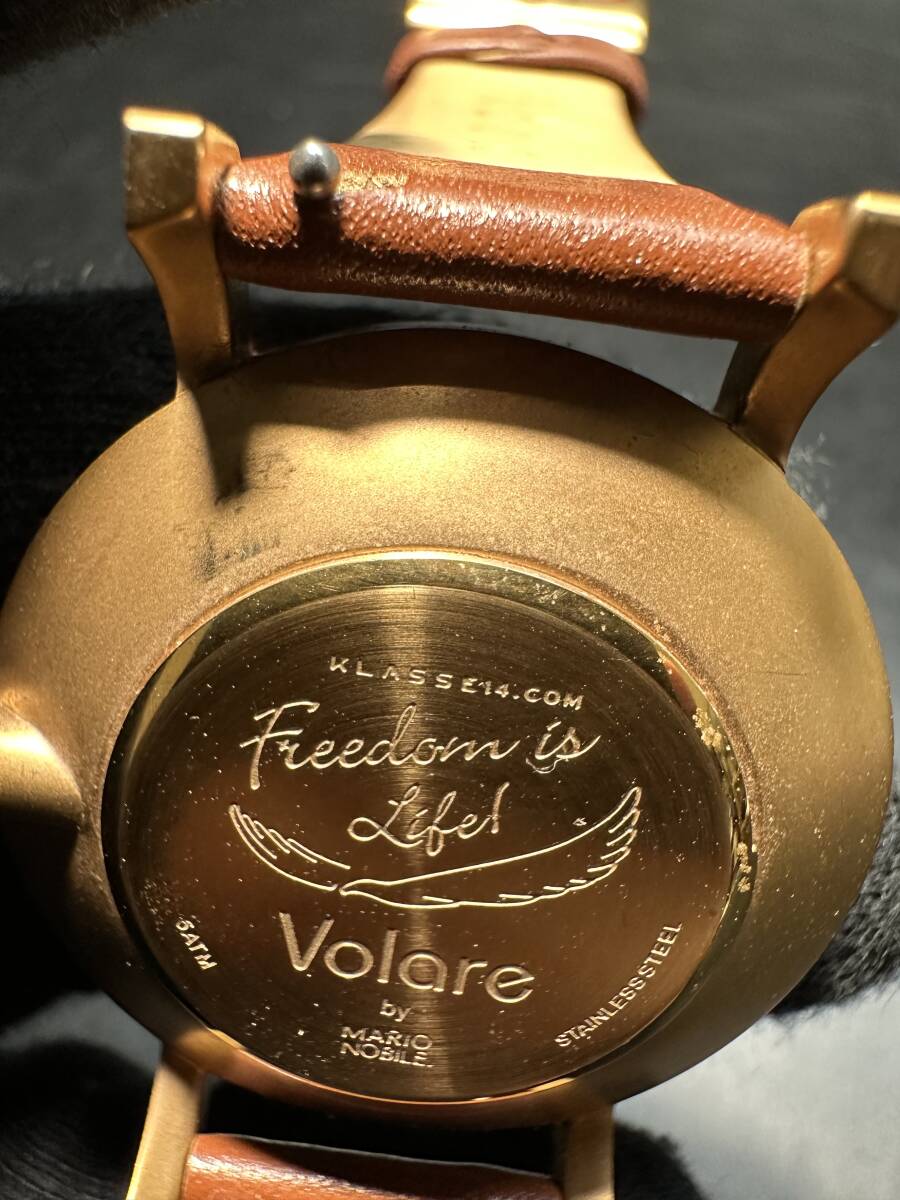 KLASSE14.COM
Freedom is
Life!
Volare
by
MARIO
NOBILE
5ATM
STAINLESSSTEEL